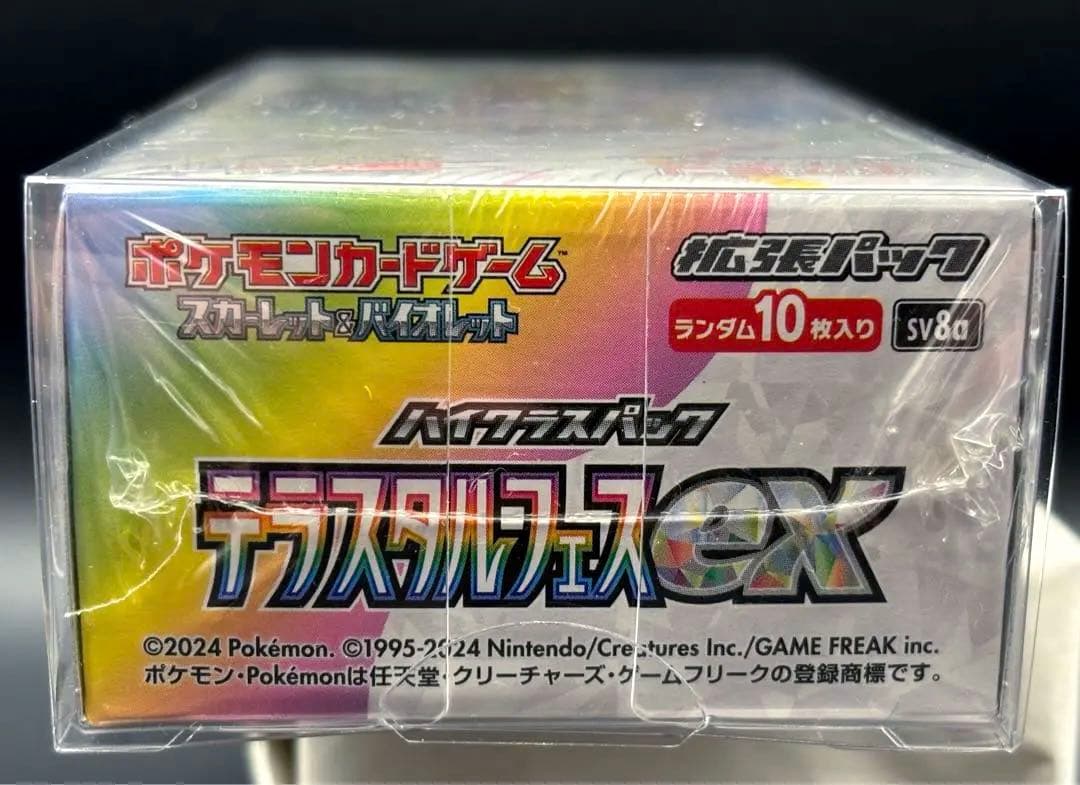 ポケモンカードゲーム™
スカーレット&バイオレット
拡張パック
ランダム10枚入り
SV8a
ハイクラスパック
テラスタルフェスex
©2024 Pokémon. ©1995-2024 Nintendo/Creatures Inc./GAME FREAK inc.
ポケモン・Pokémonは任天堂・クリーチャーズ・ゲームフリークの登録商標です。